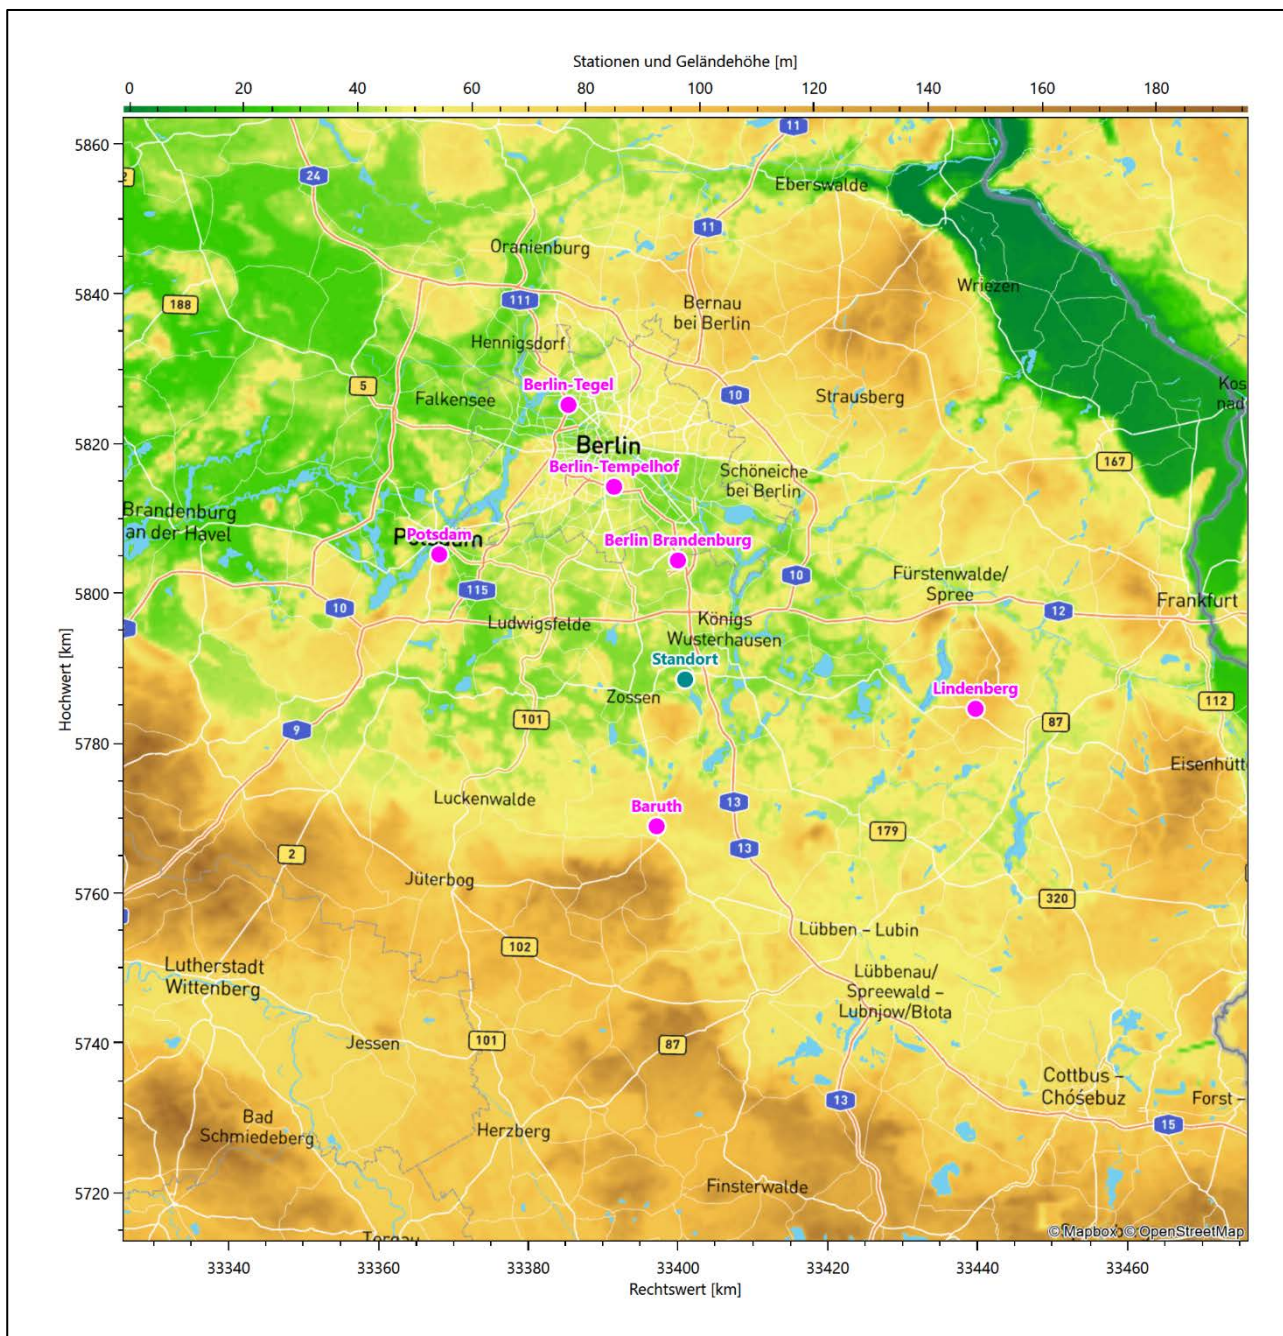 Stationen und Geländehöhe [m]
0 20 40 60 80 100 120 140 160 180
11
5860
24
Eberswalde
11
Oranienburg
Wriezen
5840
111
188
Bernau
bei Berlin
Hennigsdorf
Kos
nad
Berlin-Tegel
5
10
Falkensee
Strausberg
5820
Berlin
Berlin-Tempelhof
167
Schöneiche
bei Berlin
Brandenburg
an der Havel
Potsdam
Potsdam
Berlin Brandenburg
115
10
Fürstenwalde/
Spree
5800
10
12
Frankfurt
Ludwigsfelde
Königs
Wusterhausen
Standort
Zossen
Lindenberg
112
101
87
9
5780
Hochwert [km]
Eisenhütt
Luckenwalde
Baruth
13
179
13
2
Jüterbog
5760
320
Lübben – Lubin
102
Lutherstadt
Wittenberg
Lübbenau/
Spreewald –
Lubnjow/Błota
101
87
5740
Jessen
Cottbus –
Chóśebuz
13
Forst –
Bad
Schmiedeberg
15
Herzberg
5720
Finsterwalde
Torgau
© Mapbox © OpenStreetMap
33340 33360 33380 33400 33420 33440 33460
Rechtswert [km]